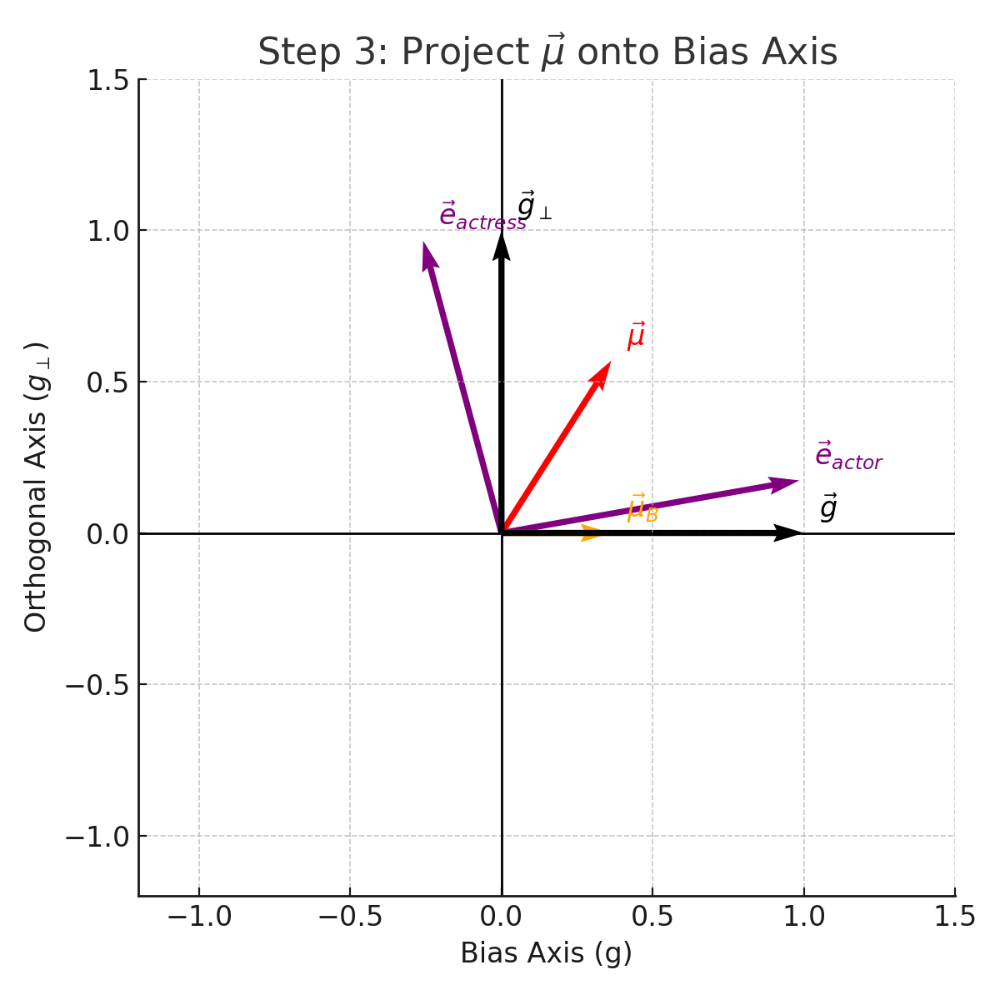 Step 3: Project μ⃗ onto Bias Axis
1.5
1.0
0.5
0.0
−0.5
−1.0
Orthogonal Axis (g⊥)
e⃗actress
g⃗⊥
μ⃗
e⃗actor
μ⃗B
g⃗
−1.0
−0.5
0.0
0.5
1.0
1.5
Bias Axis (g)